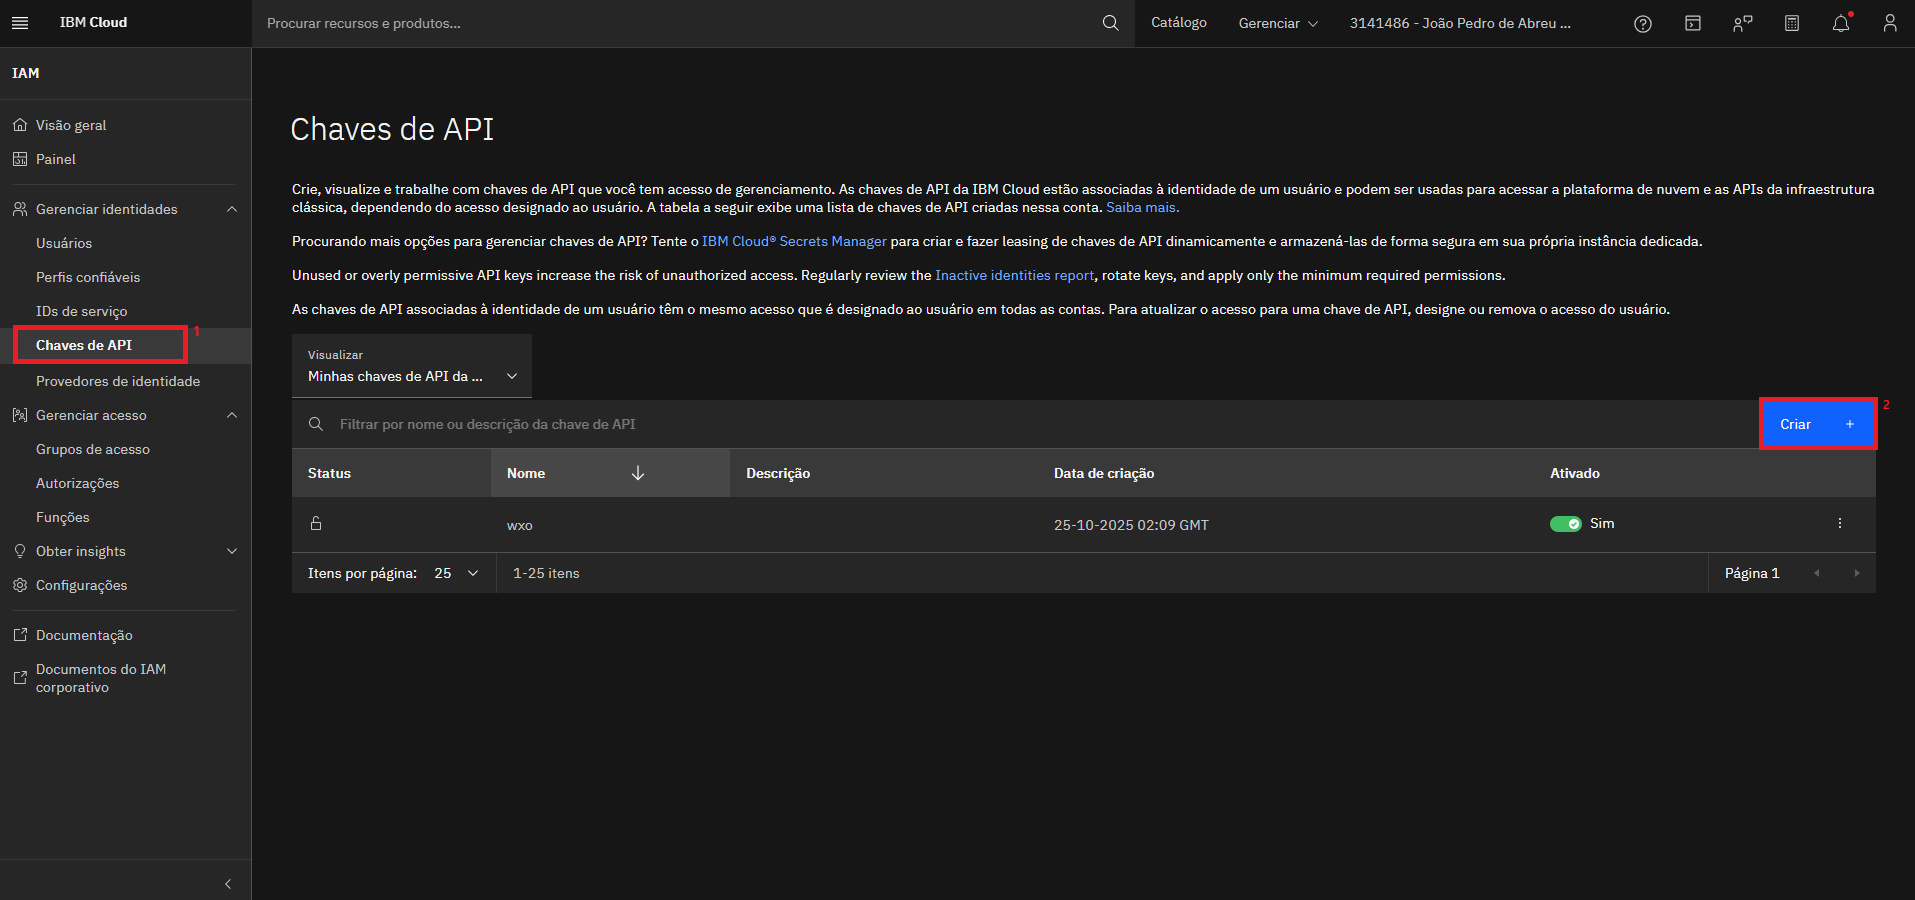 IBM Cloud
Procurar recursos e produtos...
Catálogo
Gerenciar
3141486 - João Pedro de Abreu ...
IAM
Visão geral
Painel
Gerenciar identidades
Usuários
Perfis confiáveis
IDs de serviço
Chaves de API
1
Provedores de identidade
Gerenciar acesso
Grupos de acesso
Autorizações
Funções
Obter insights
Configurações
Documentação
Documentos do IAM
corporativo
Chaves de API
Crie, visualize e trabalhe com chaves de API que você tem acesso de gerenciamento. As chaves de API da IBM Cloud estão associadas à identidade de um usuário e podem ser usadas para acessar a plataforma de nuvem e as APIs da infraestrutura
clássica, dependendo do acesso designado ao usuário. A tabela a seguir exibe uma lista de chaves de API criadas nessa conta. Saiba mais.
Procurando mais opções para gerenciar chaves de API? Tente o IBM Cloud® Secrets Manager para criar e fazer leasing de chaves de API dinamicamente e armazená-las de forma segura em sua própria instância dedicada.
Unused or overly permissive API keys increase the risk of unauthorized access. Regularly review the Inactive identities report, rotate keys, and apply only the minimum required permissions.
As chaves de API associadas à identidade de um usuário têm o mesmo acesso que é designado ao usuário em todas as contas. Para atualizar o acesso para uma chave de API, designe ou remova o acesso do usuário.
Visualizar
Minhas chaves de API da ...
Filtrar por nome ou descrição da chave de API
Criar +
2
Status Nome Descrição Data de criação Ativado
wxo 25-10-2025 02:09 GMT Sim
Itens por página: 25 1-25 itens Página 1